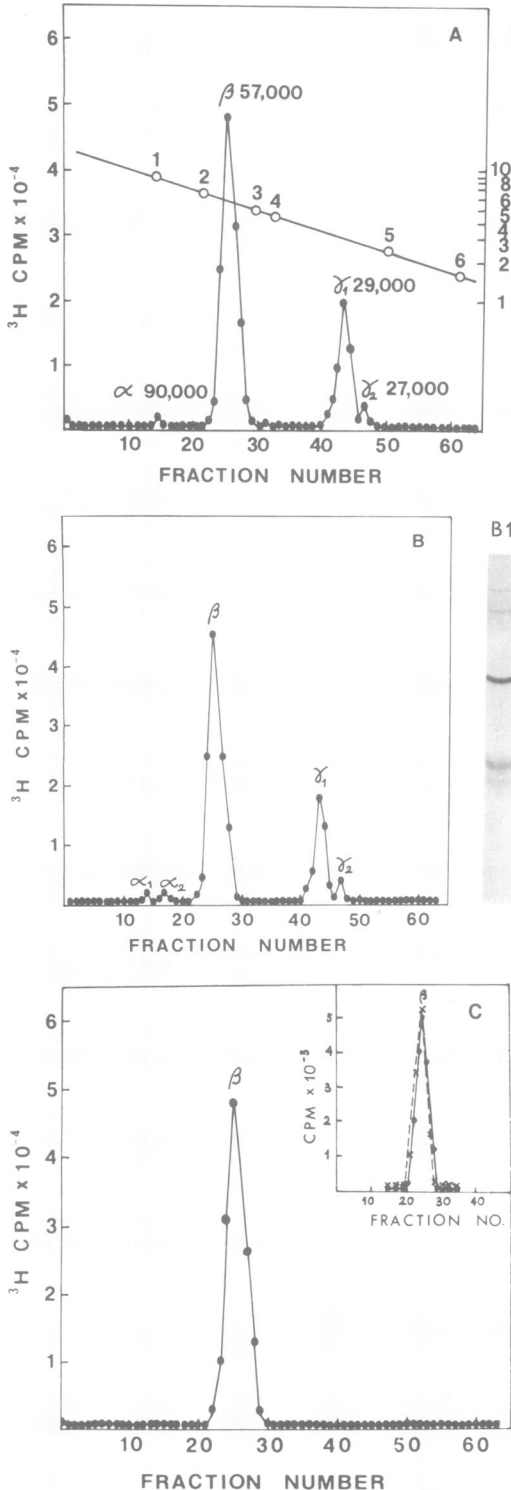 A
6
5
4
3
2
1
³H CPM x10⁻⁴
β 57,000
1
2
3
4
5
6
10
8
6
5
4
3
2
1
α 90,000
γ₁ 29,000
γ₂ 27,000
10 20 30 40 50 60
FRACTION NUMBER
B
B1
6
5
4
3
2
1
³H CPM x10⁻⁴
β
γ₁
α₁ α₂
γ₂
10 20 30 40 50 60
FRACTION NUMBER
C
6
5
4
3
2
1
³H CPM x10⁻⁴
β
β
5
4
3
2
1
CPM x 10⁻³
10 20 30 40 50
FRACTION NO.
10 20 30 40 50 60
FRACTION NUMBER